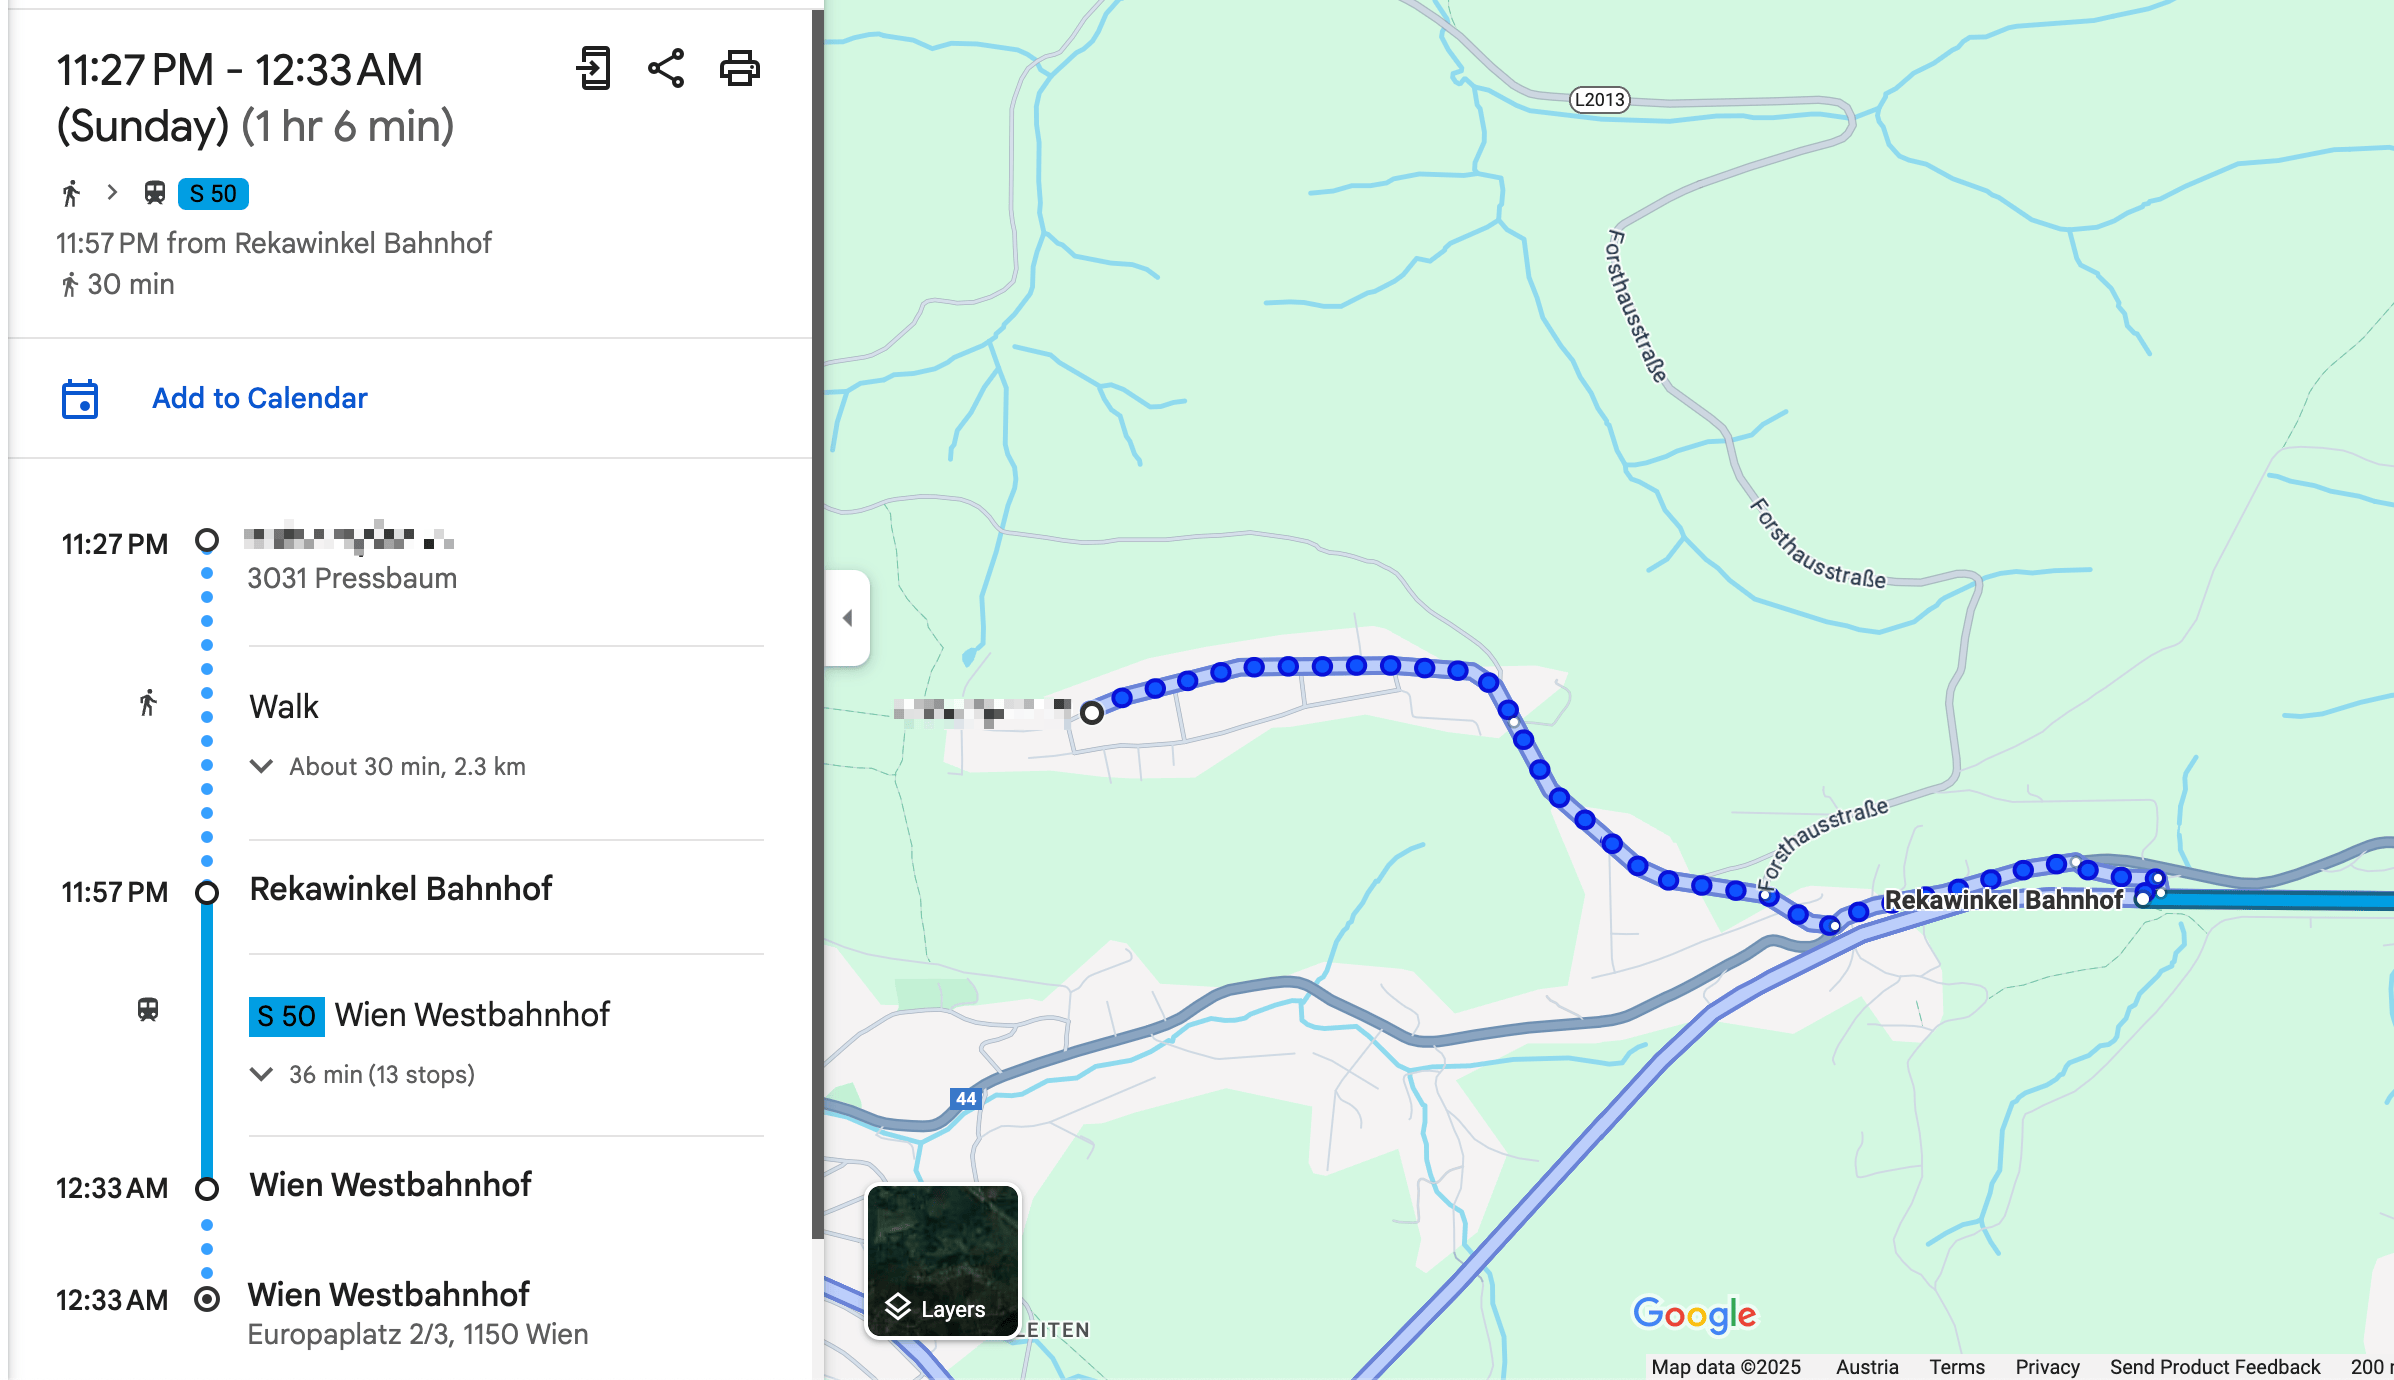 11:27 PM - 12:33 AM
(Sunday) (1 hr 6 min)
S 50
11:57 PM from Rekawinkel Bahnhof
30 min
Add to Calendar
11:27 PM
3031 Pressbaum
Walk
About 30 min, 2.3 km
11:57 PM
Rekawinkel Bahnhof
S 50 Wien Westbahnhof
36 min (13 stops)
12:33 AM
Wien Westbahnhof
12:33 AM
Wien Westbahnhof
Europaplatz 2/3, 1150 Wien
L2013
Forsthausstraße
Forsthausstraße
Forsthausstraße
Rekawinkel Bahnhof
44
Layers
LEITEN
Google
Map data ©2025 Austria Terms Privacy Send Product Feedback 200